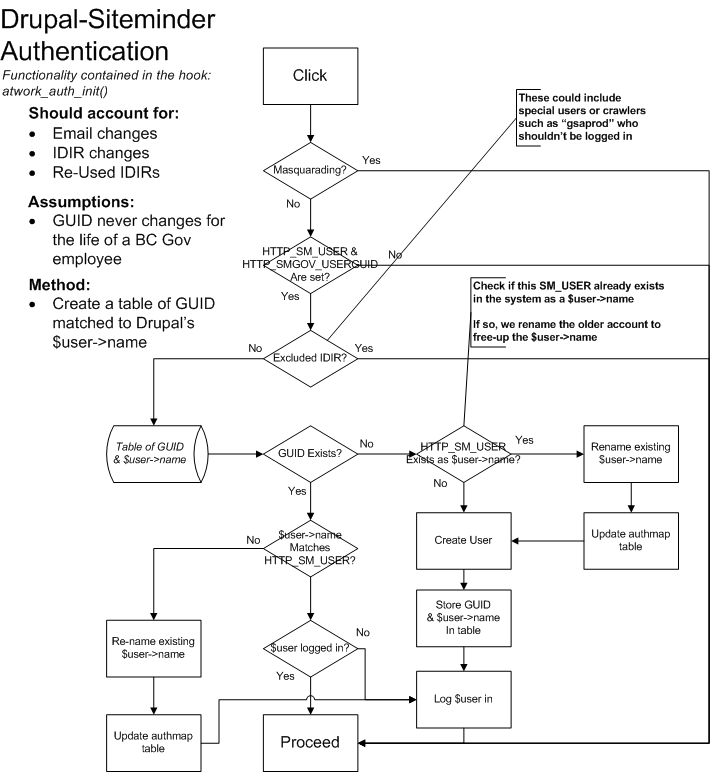 Drupal-Siteminder
Authentication
Functionality contained in the hook:
atwork_auth_init()
Should account for:
• Email changes
• IDIR changes
• Re-Used IDIRs
Assumptions:
• GUID never changes for
the life of a BC Gov
employee
Method:
• Create a table of GUID
matched to Drupal's
$user->name
Click
These could include
special users or crawlers
such as "gsaprod" who
shouldn't be logged in
Masquarading?
Yes
No
HTTP_SM_USER &
HTTP_SMGOV_USERGUID
Are set?
No
Yes
Check if this SM_USER already exists
in the system as a $user->name
If so, we rename the older account to
free-up the $user->name
Excluded IDIR?
No
Yes
Table of GUID
& $user->name
GUID Exists?
No
Yes
HTTP_SM_USER
Exists as $user->name?
Yes
No
Rename existing
$user->name
Update authmap
table
Create User
Store GUID
& $user->name
In table
$user->name
Matches
HTTP_SM_USER?
No
Re-name existing
$user->name
Update authmap
table
$user logged in?
No
Yes
Log $user in
Proceed